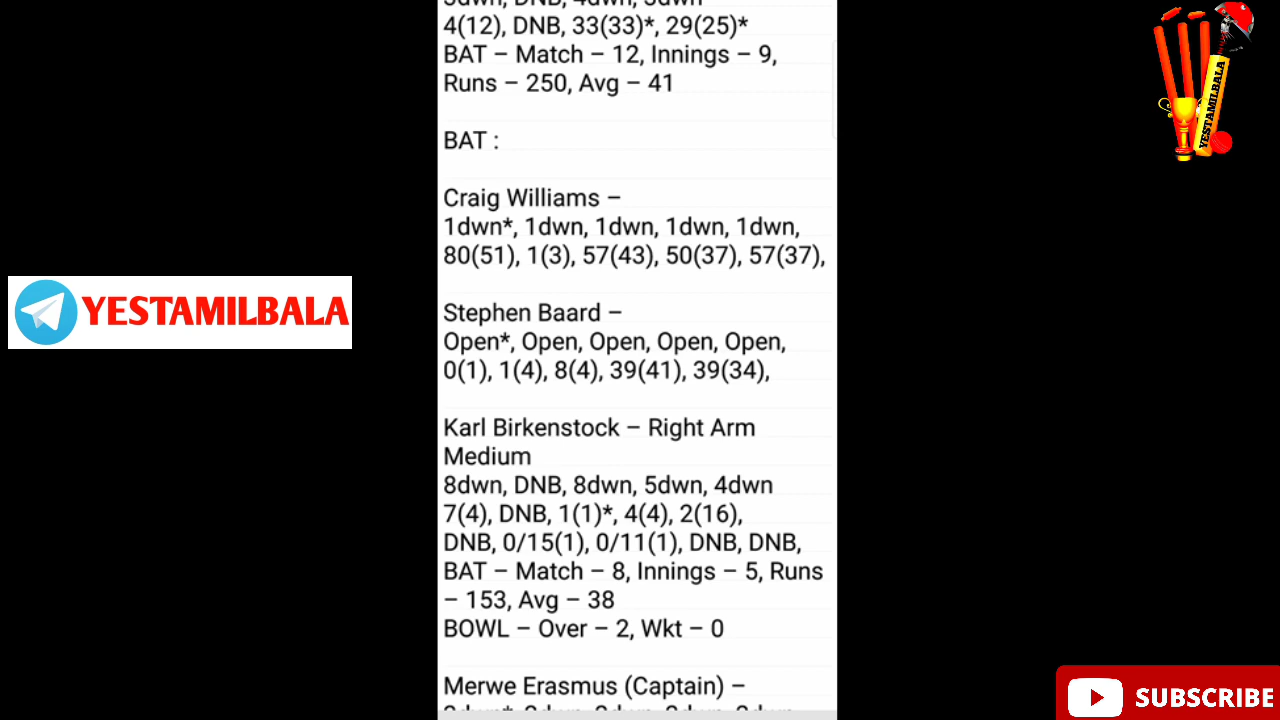 3dwn, DNB, 4dwn, 3dwn
4(12), DNB, 33(33)*, 29(25)*
BAT – Match – 12, Innings – 9,
Runs – 250, Avg – 41
BAT :
Craig Williams –
1dwn*, 1dwn, 1dwn, 1dwn, 1dwn,
80(51), 1(3), 57(43), 50(37), 57(37),
Stephen Baard –
Open*, Open, Open, Open, Open,
0(1), 1(4), 8(4), 39(41), 39(34),
Karl Birkenstock – Right Arm
Medium
8dwn, DNB, 8dwn, 5dwn, 4dwn
7(4), DNB, 1(1)*, 4(4), 2(16),
DNB, 0/15(1), 0/11(1), DNB, DNB,
BAT – Match – 8, Innings – 5, Runs
– 153, Avg – 38
BOWL – Over – 2, Wkt – 0
Merwe Erasmus (Captain) –
YESTAMILBALA
YESTAMILBALA
SUBSCRIBE